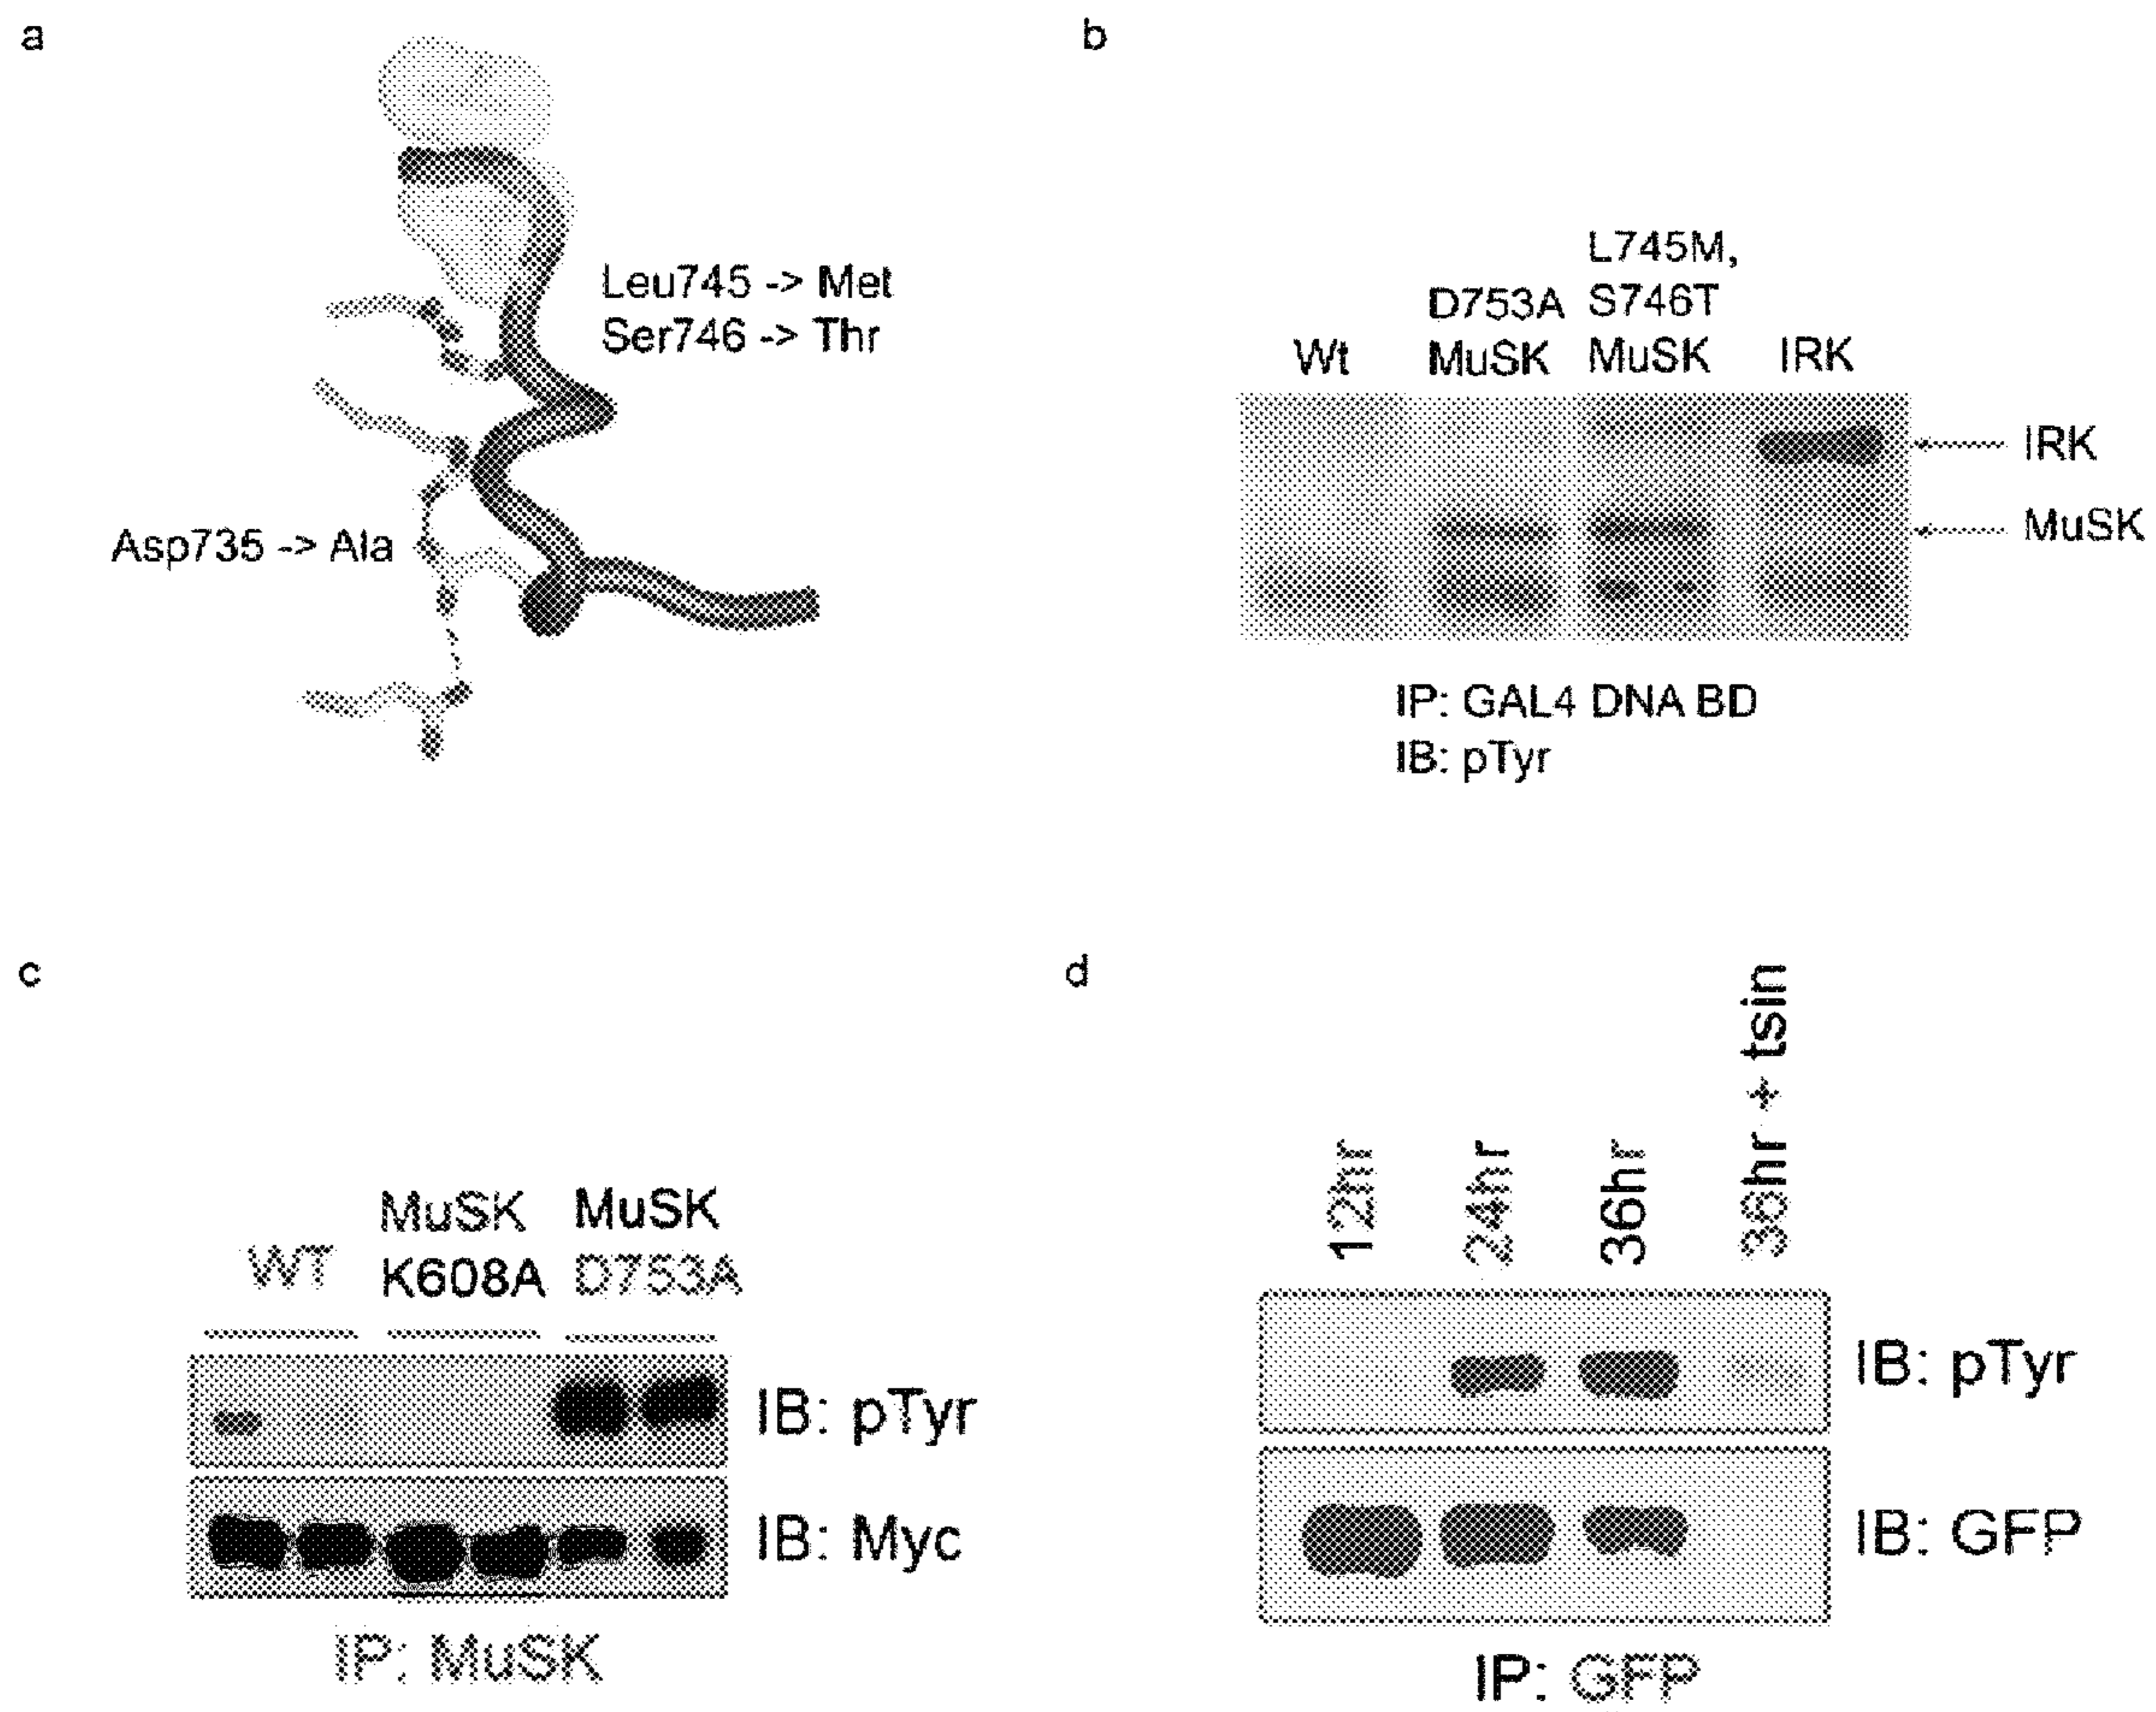 a
Leu745 -> Met
Ser746 -> Thr
Asp735 -> Ala
b
Wt
D753A
MuSK
L745M,
S746T
MuSK
IRK
IRK
MuSK
IP: GAL4 DNA BD
IB: pTyr
c
WT
MuSK
K608A
MuSK
D753A
IB: pTyr
IB: Myc
IP: MuSK
d
12hr
24hr
36hr
36hr + tsin
IB: pTyr
IB: GFP
IP: GFP